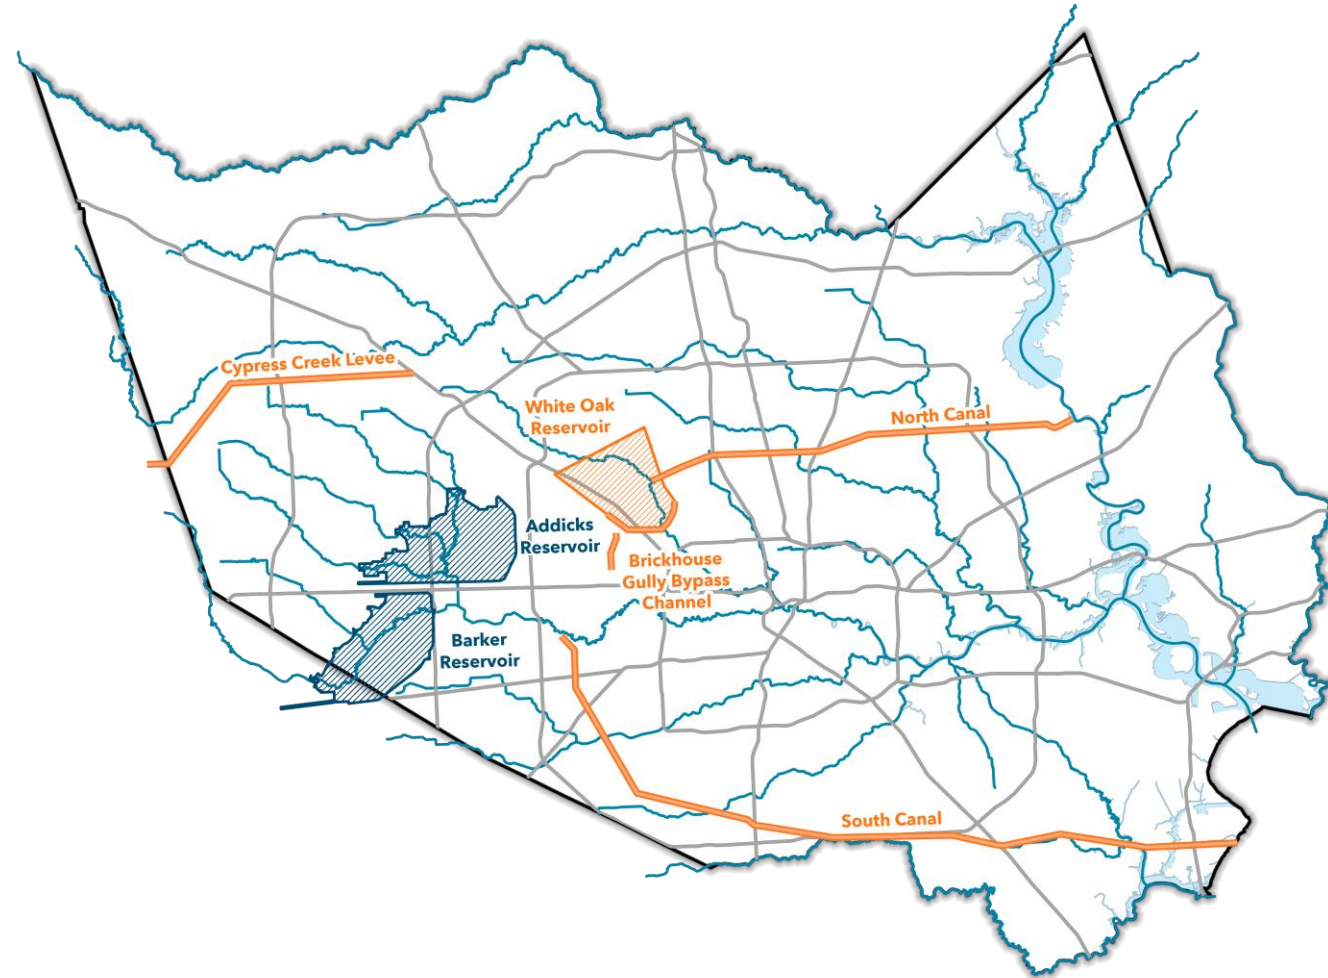 Cypress Creek Levee
White Oak
Reservoir
North Canal
Addicks
Reservoir
Brickhouse
Gully Bypass
Channel
Barker
Reservoir
South Canal